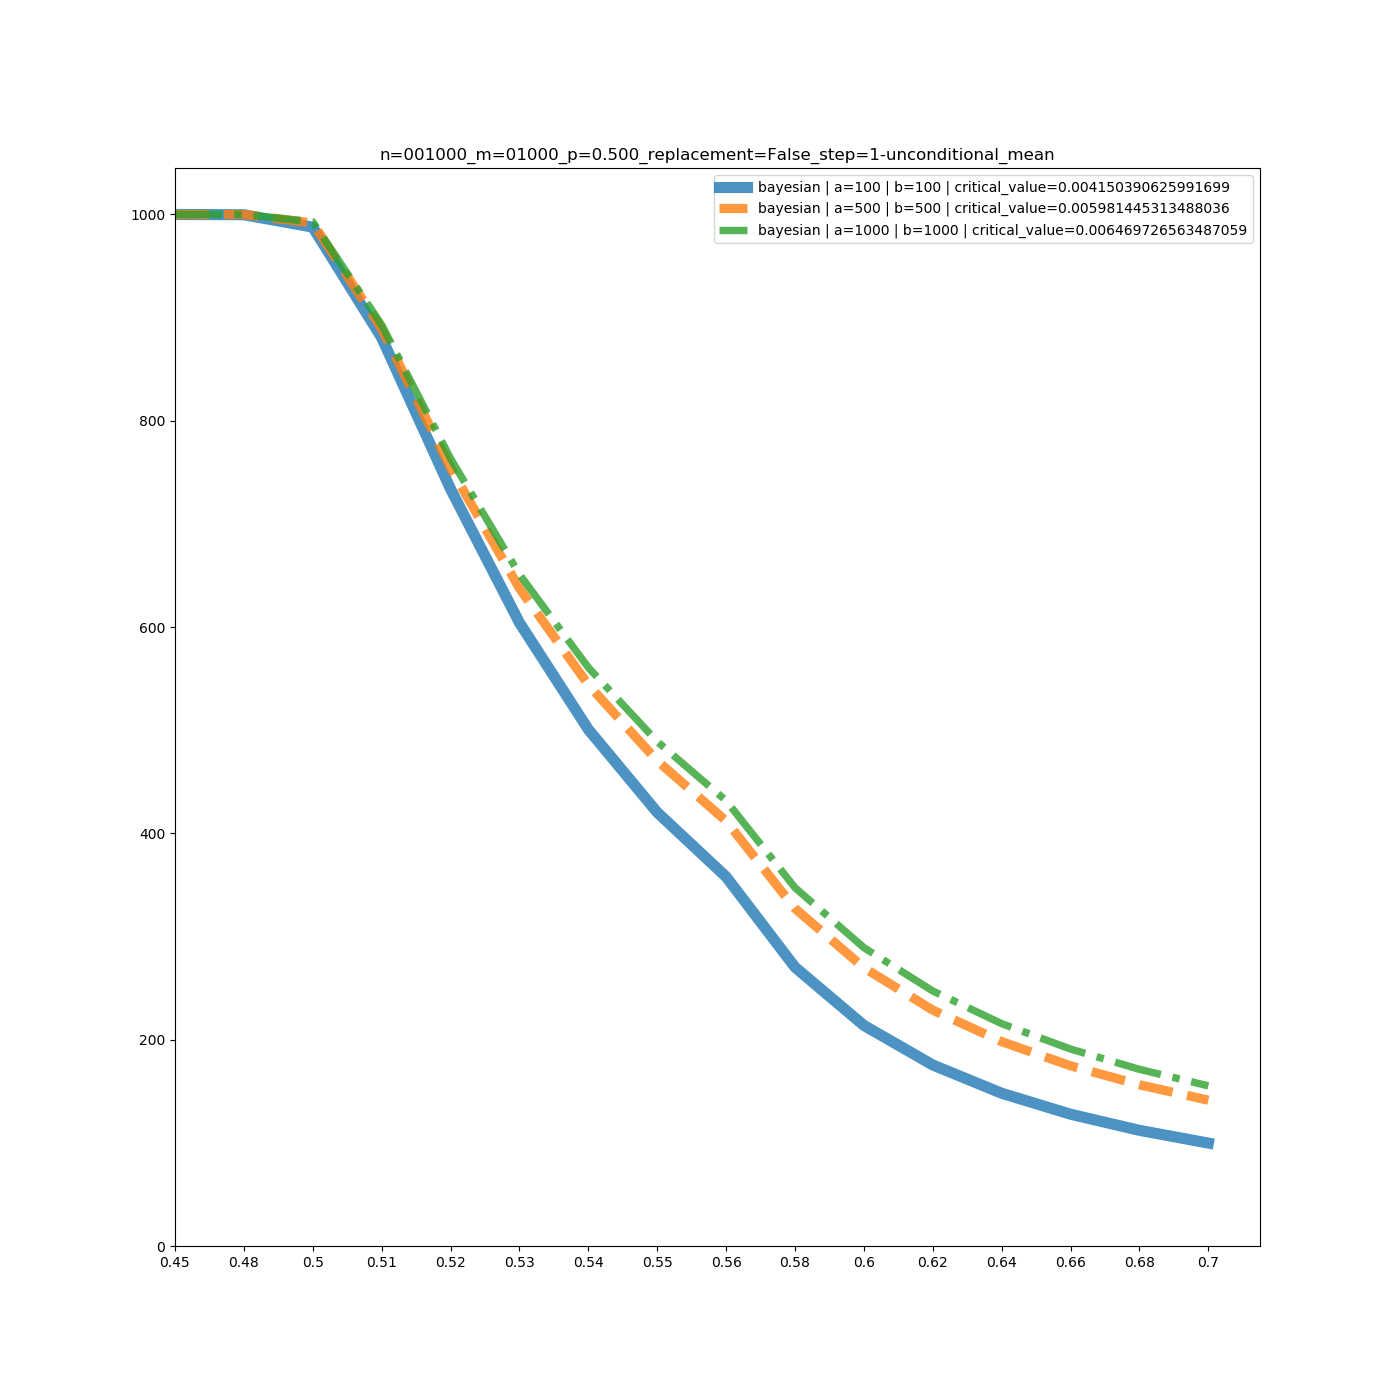 n=001000_m=01000_p=0.500_replacement=False_step=1-unconditional_mean
bayesian | a=100 | b=100 | critical_value=0.004150390625991699
bayesian | a=500 | b=500 | critical_value=0.005981445313488036
bayesian | a=1000 | b=1000 | critical_value=0.006469726563487059
1000
800
600
400
200
0
0.45 0.48 0.5 0.51 0.52 0.53 0.54 0.55 0.56 0.58 0.6 0.62 0.64 0.66 0.68 0.7